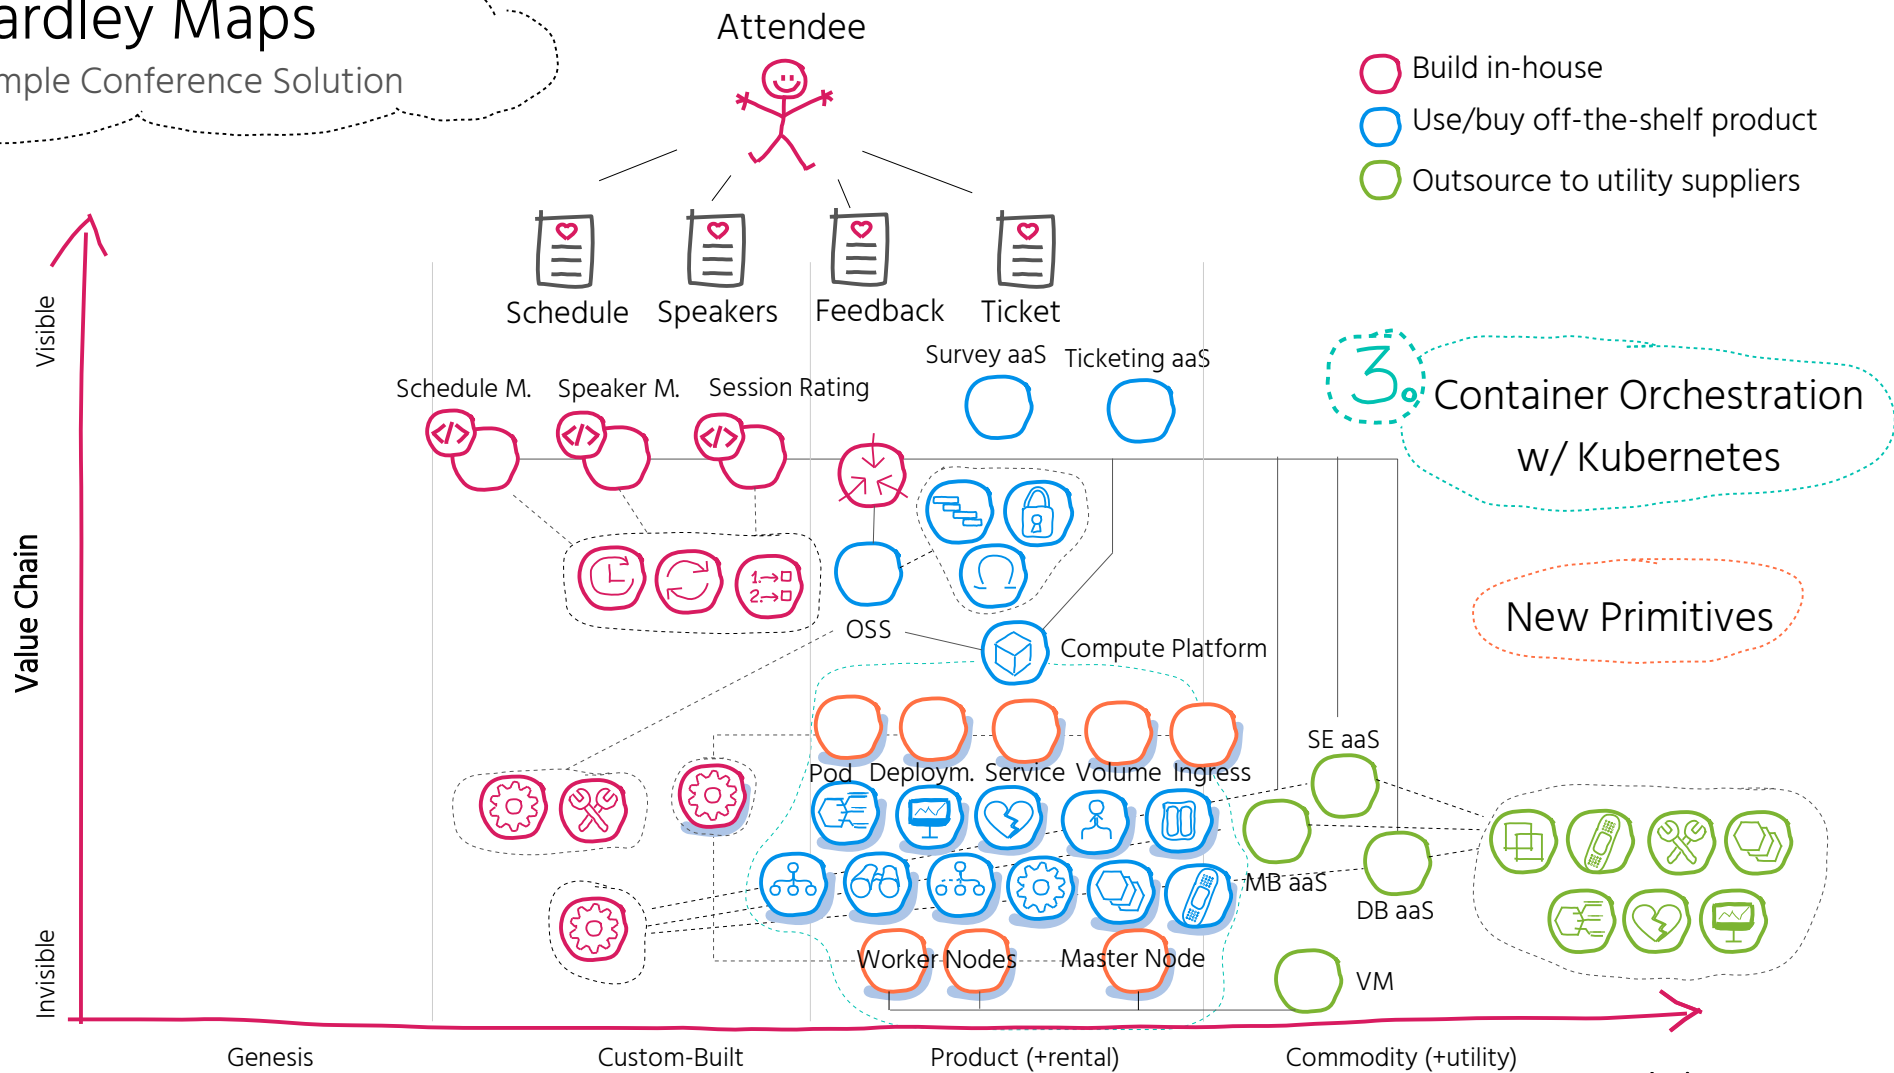 ardley Maps
mple Conference Solution
Attendee
Build in-house
Use/buy off-the-shelf product
Outsource to utility suppliers
Schedule
Speakers
Feedback
Ticket
Survey aaS
Ticketing aaS
Schedule M.
Speaker M.
Session Rating
</>
</>
</>
3.
Container Orchestration
w/ Kubernetes
New Primitives
1.
2.
OSS
Compute Platform
Pod
Deploym.
Service
Volume
Ingress
SE aaS
MB aaS
DB aaS
Worker Nodes
Master Node
VM
Visible
Value Chain
Invisible
Genesis
Custom-Built
Product (+rental)
Commodity (+utility)